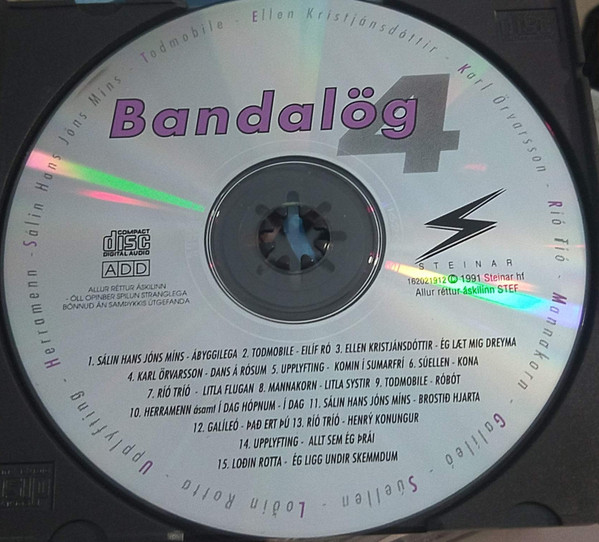 Sálin Hans Jóns Míns - Todmobile - Ellen Kristjónsdóttir - Karl Örvarsson - Ríó Tíó - Mannakorn - Galíleó - Súellen - Loðin Rotta - Upplyfting - Herramenn -
Bandalög
4
COMPACT
disc
DIGITAL AUDIO
ADD
ALLUR RÉTTUR ÁSKILINN
- ÖLL OPINBER SPILUN STRANGLEGA
BÖNNUÐ ÁN SAMÞYKKIS ÚTGEFANDA
STEINAR
162021912 © 1991 Steinar hf
Allur réttur áskilinn STEF
1. SÁLIN HANS JÓNS MÍNS - ÁBYGGILEGA 2. TODMOBILE - EILÍF RÓ 3. ELLEN KRISTJÁNSDÓTTIR - ÉG LÆT MIG DREYMA
4. KARL ÖRVARSSON - DANS Á RÓSUM 5. UPPLYFTING - KOMIN Í SUMARFRÍ 6. SÚELLEN - KONA
7. RÍÓ TRÍÓ - LITLA FLUGAN 8. MANNAKORN - LITLA SYSTIR 9. TODMOBILE - RÓBÓT
10. HERRAMENN ásamt Í DAG HÓPNUM - Í DAG 11. SÁLIN HANS JÓNS MÍNS - BROSTIÐ HJARTA
12. GALÍLEÓ - ÞAÐ ERT ÞÚ 13. RÍÓ TRÍÓ - HENRÝ KONUNGUR
14. UPPLYFTING - ALLT SEM ÉG ÞRÁI
15. LOÐIN ROTTA - ÉG LIGG UNDIR SKEMMDUM